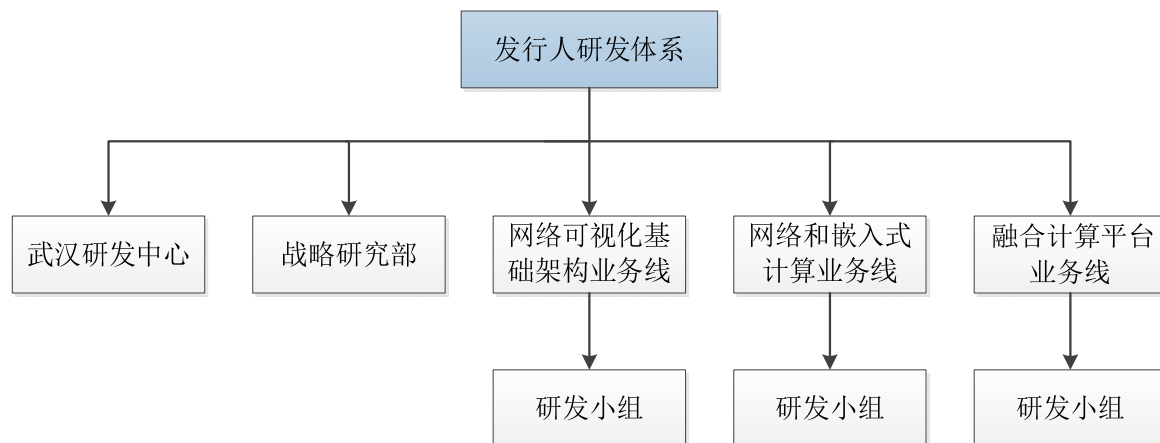 发行人研发体系
武汉研发中心
战略研究部
网络可视化基
础架构业务线
网络和嵌入式
计算业务线
融合计算平台
业务线
研发小组
研发小组
研发小组